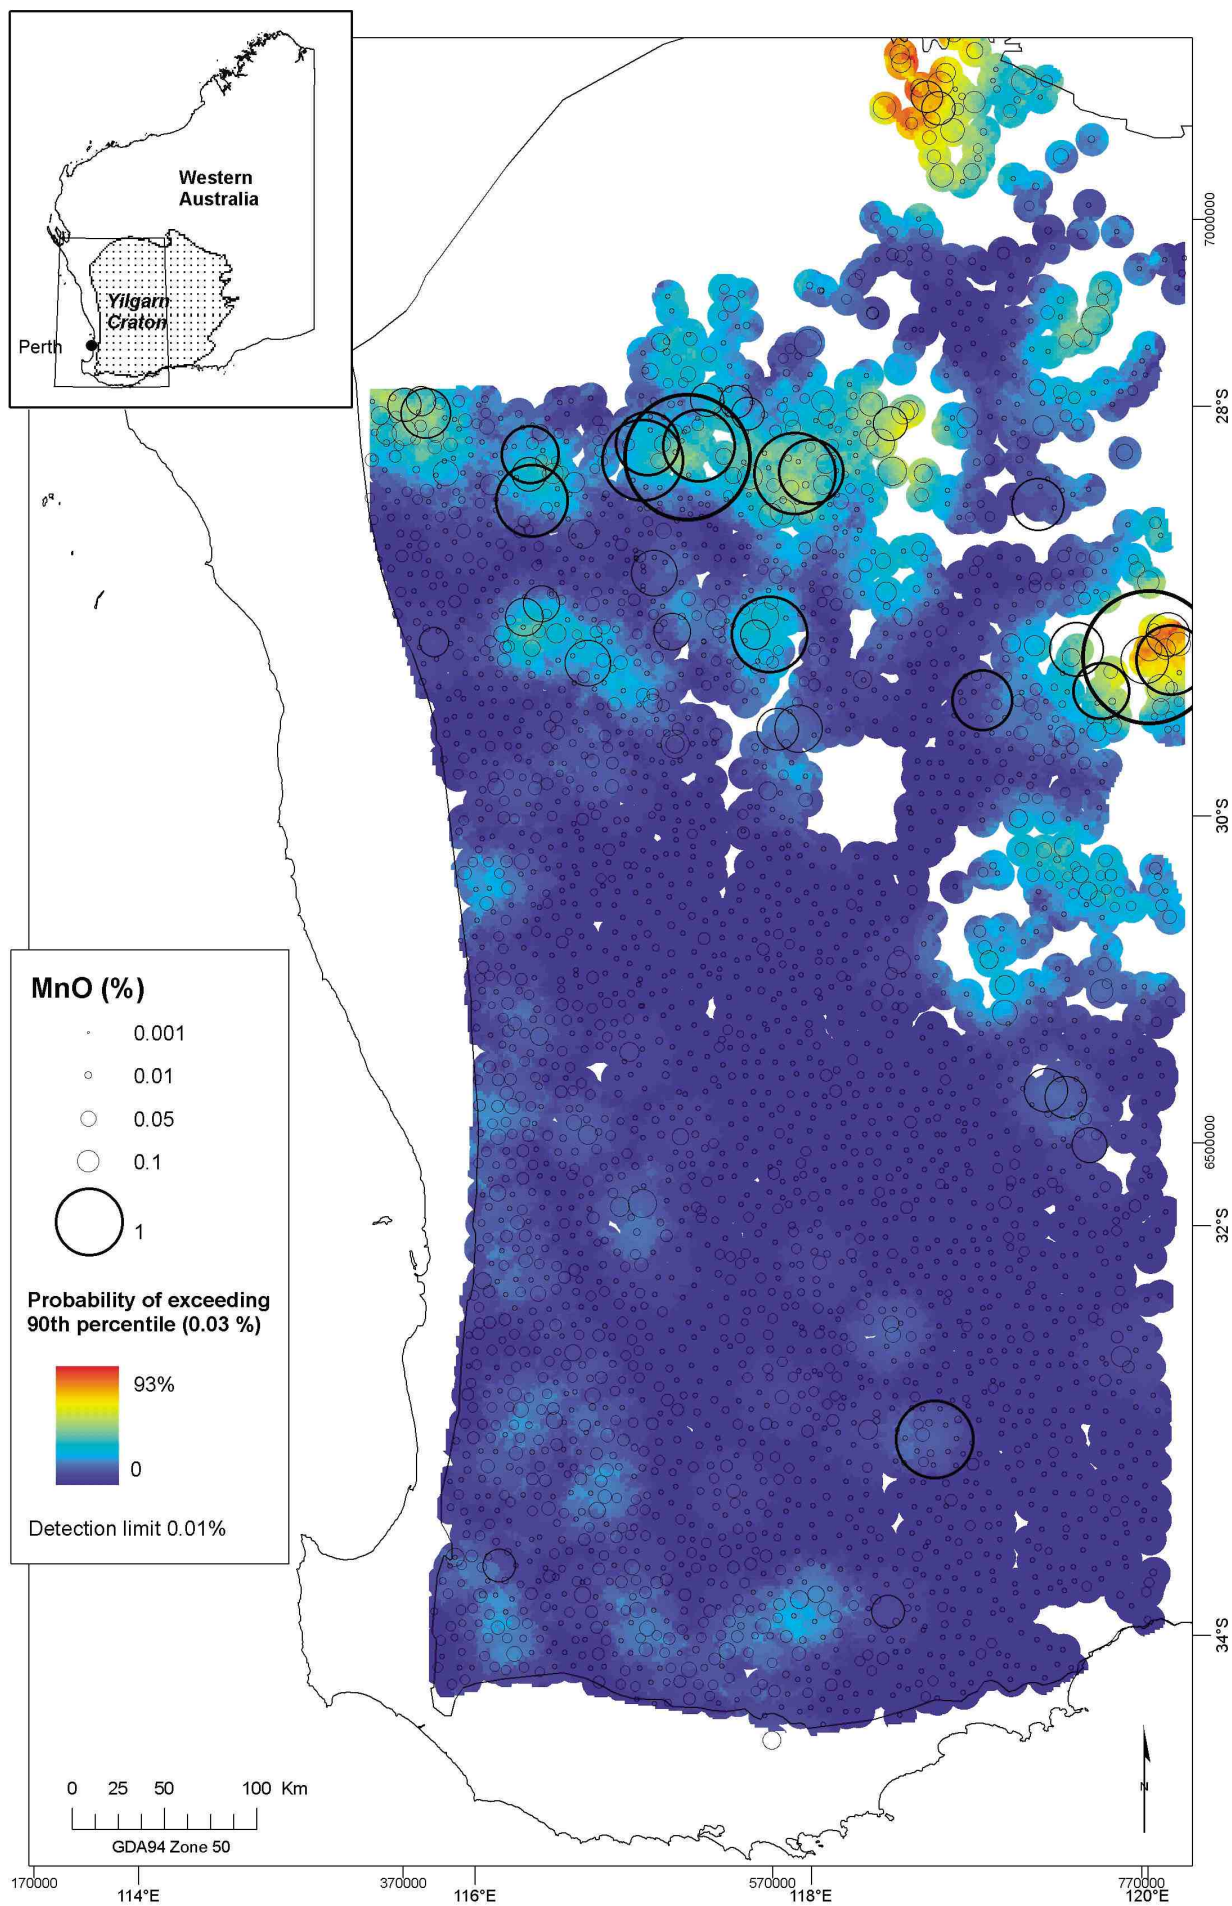 Western
Australia
Yilgarn
Craton
Perth
7000000
28°S
30°S
6500000
32°S
34°S
MnO (%)
0.001
0.01
0.05
0.1
1
Probability of exceeding
90th percentile (0.03 %)
93%
0
Detection limit 0.01%
0 25 50 100 Km
GDA94 Zone 50
N
170000 370000 570000 770000
114°E 116°E 118°E 120°E